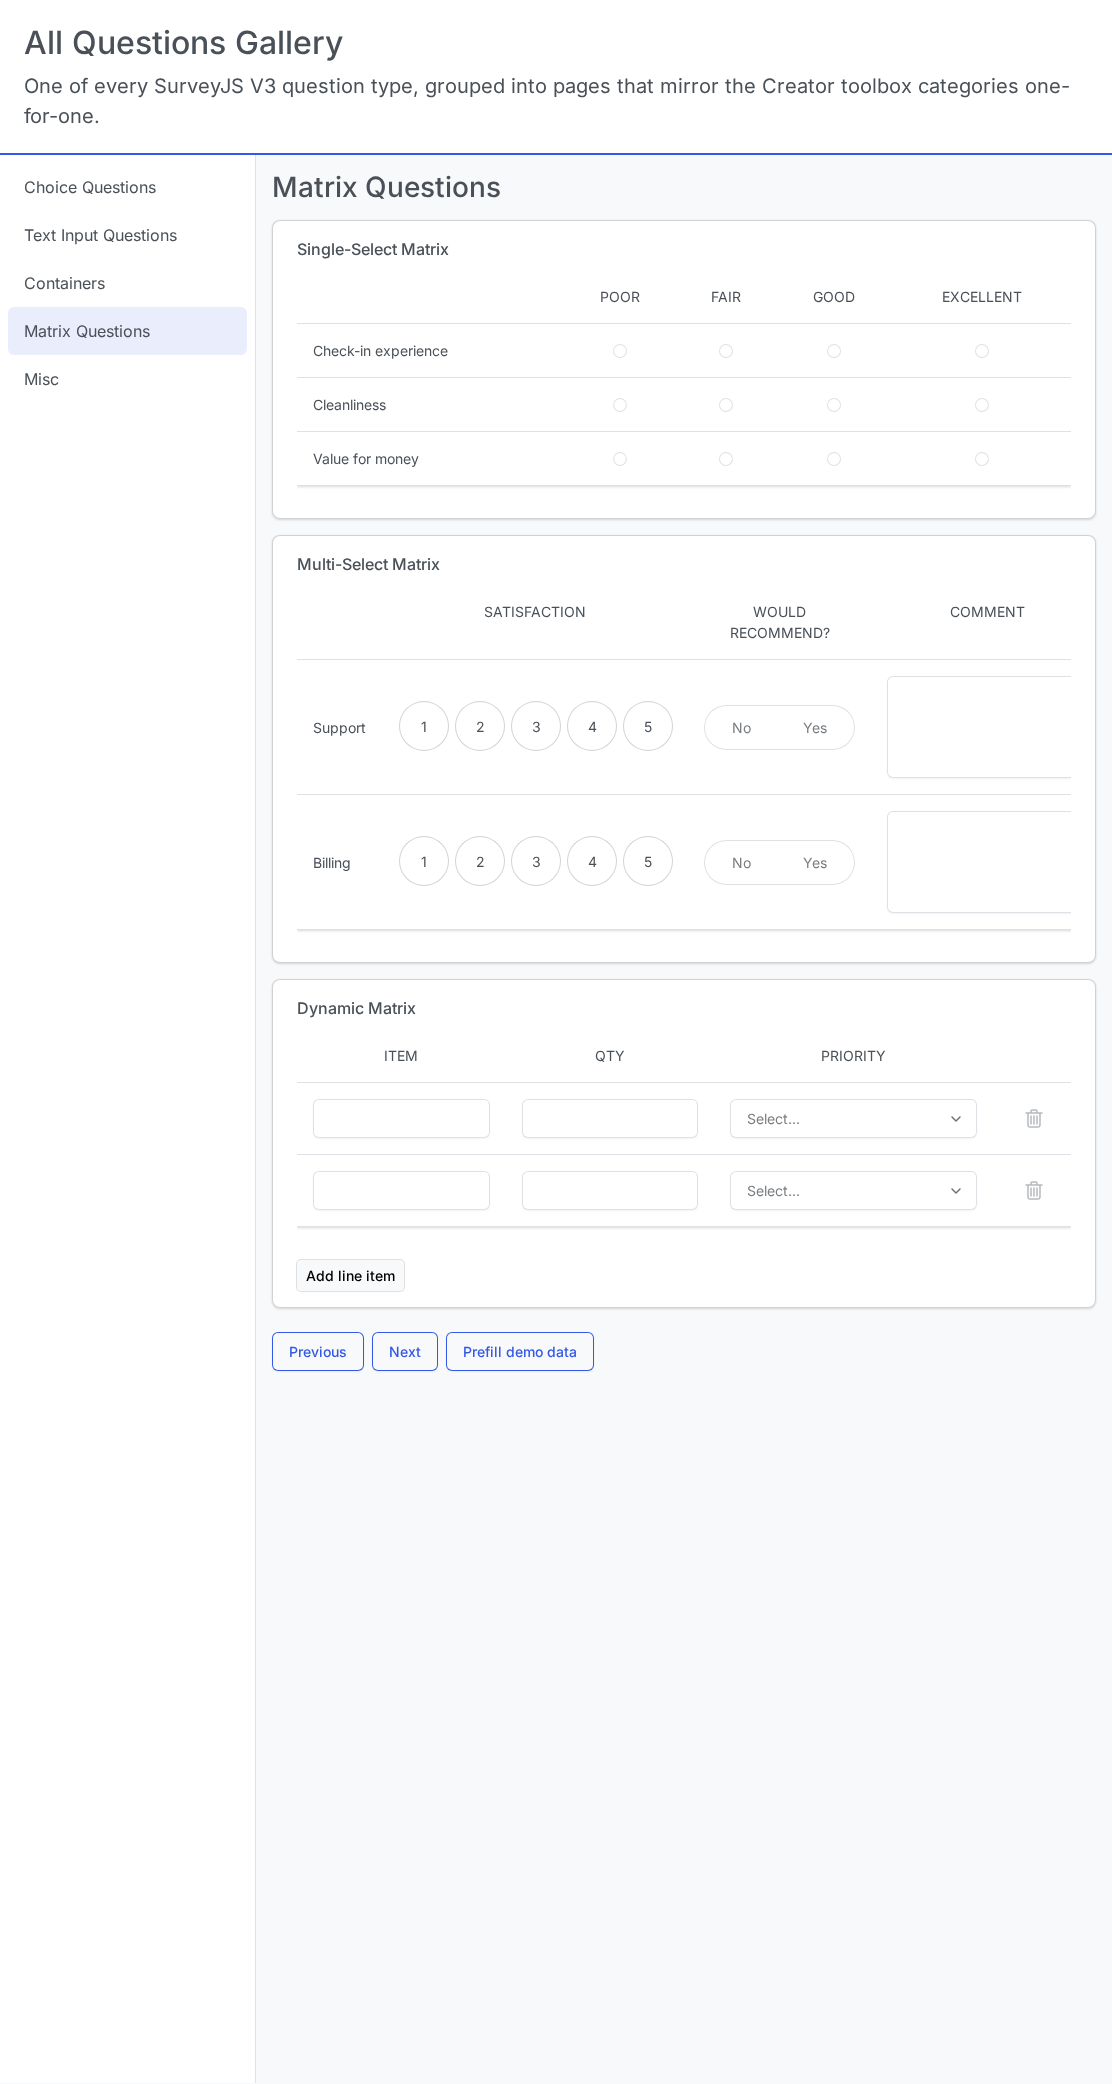 All Questions Gallery
One of every SurveyJS V3 question type, grouped into pages that mirror the Creator toolbox categories one-
for-one.
Choice Questions
Text Input Questions
Containers
Matrix Questions
Misc
Matrix Questions
Single-Select Matrix
POOR FAIR GOOD EXCELLENT
Check-in experience
Cleanliness
Value for money
Multi-Select Matrix
SATISFACTION WOULD RECOMMEND? COMMENT
Support 1 2 3 4 5 No Yes
Billing 1 2 3 4 5 No Yes
Dynamic Matrix
ITEM QTY PRIORITY
Select...
Select...
Add line item
Previous Next Prefill demo data